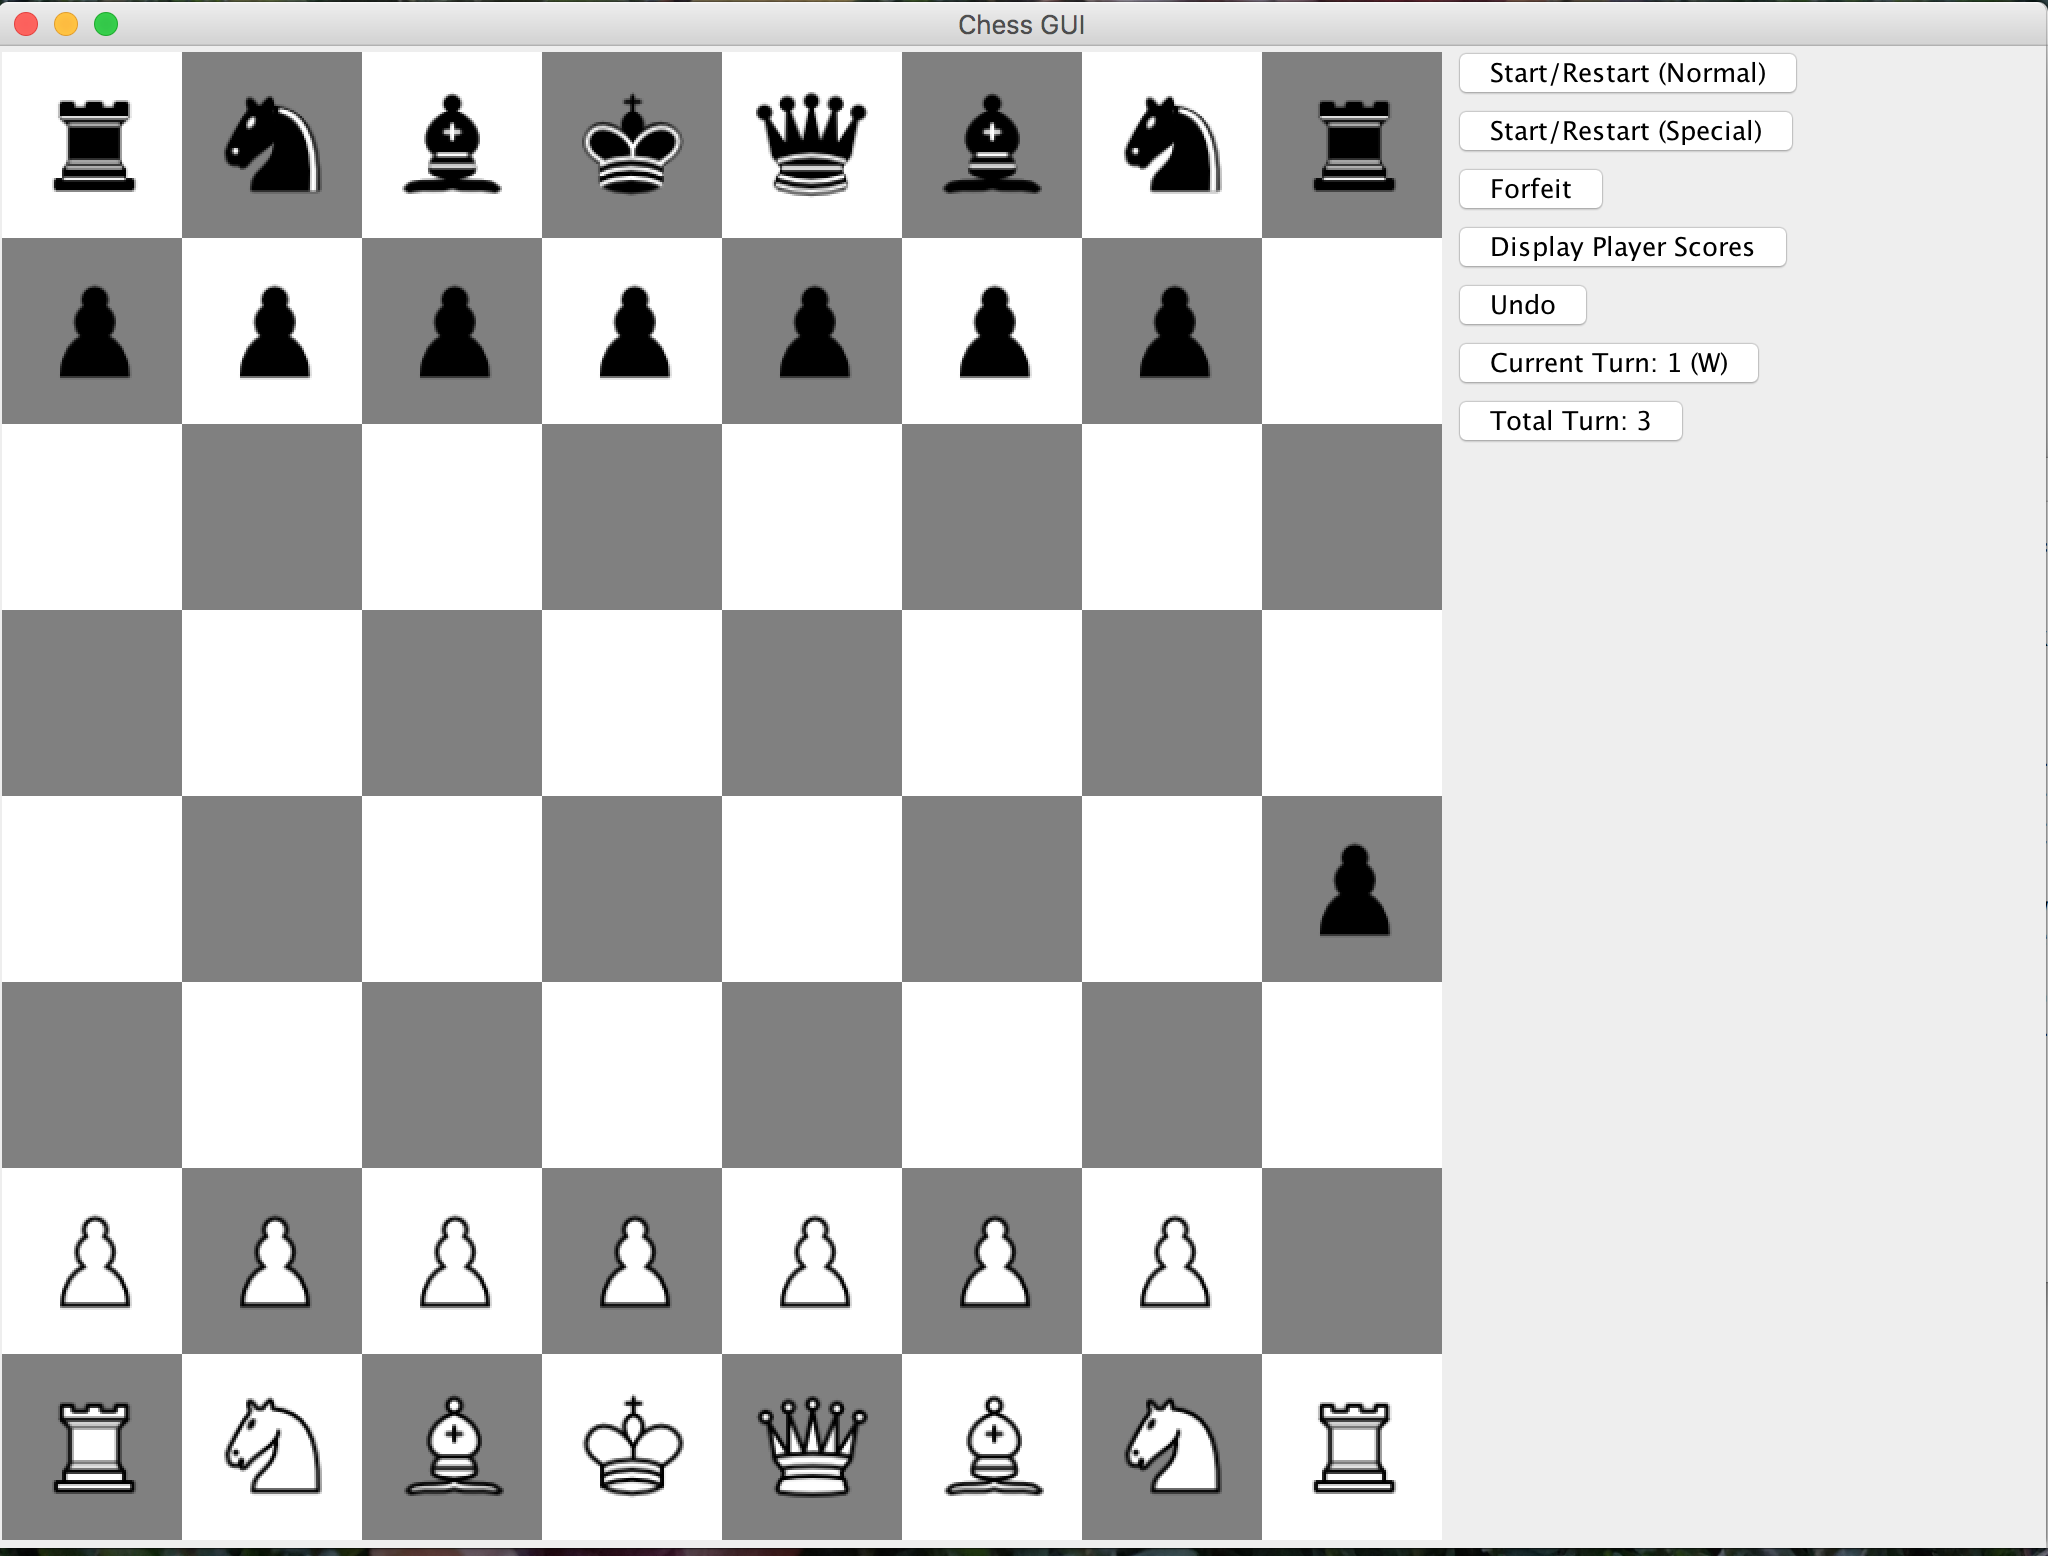 Chess GUI
Start/Restart (Normal)
Start/Restart (Special)
Forfeit
Display Player Scores
Undo
Current Turn: 1 (W)
Total Turn: 3